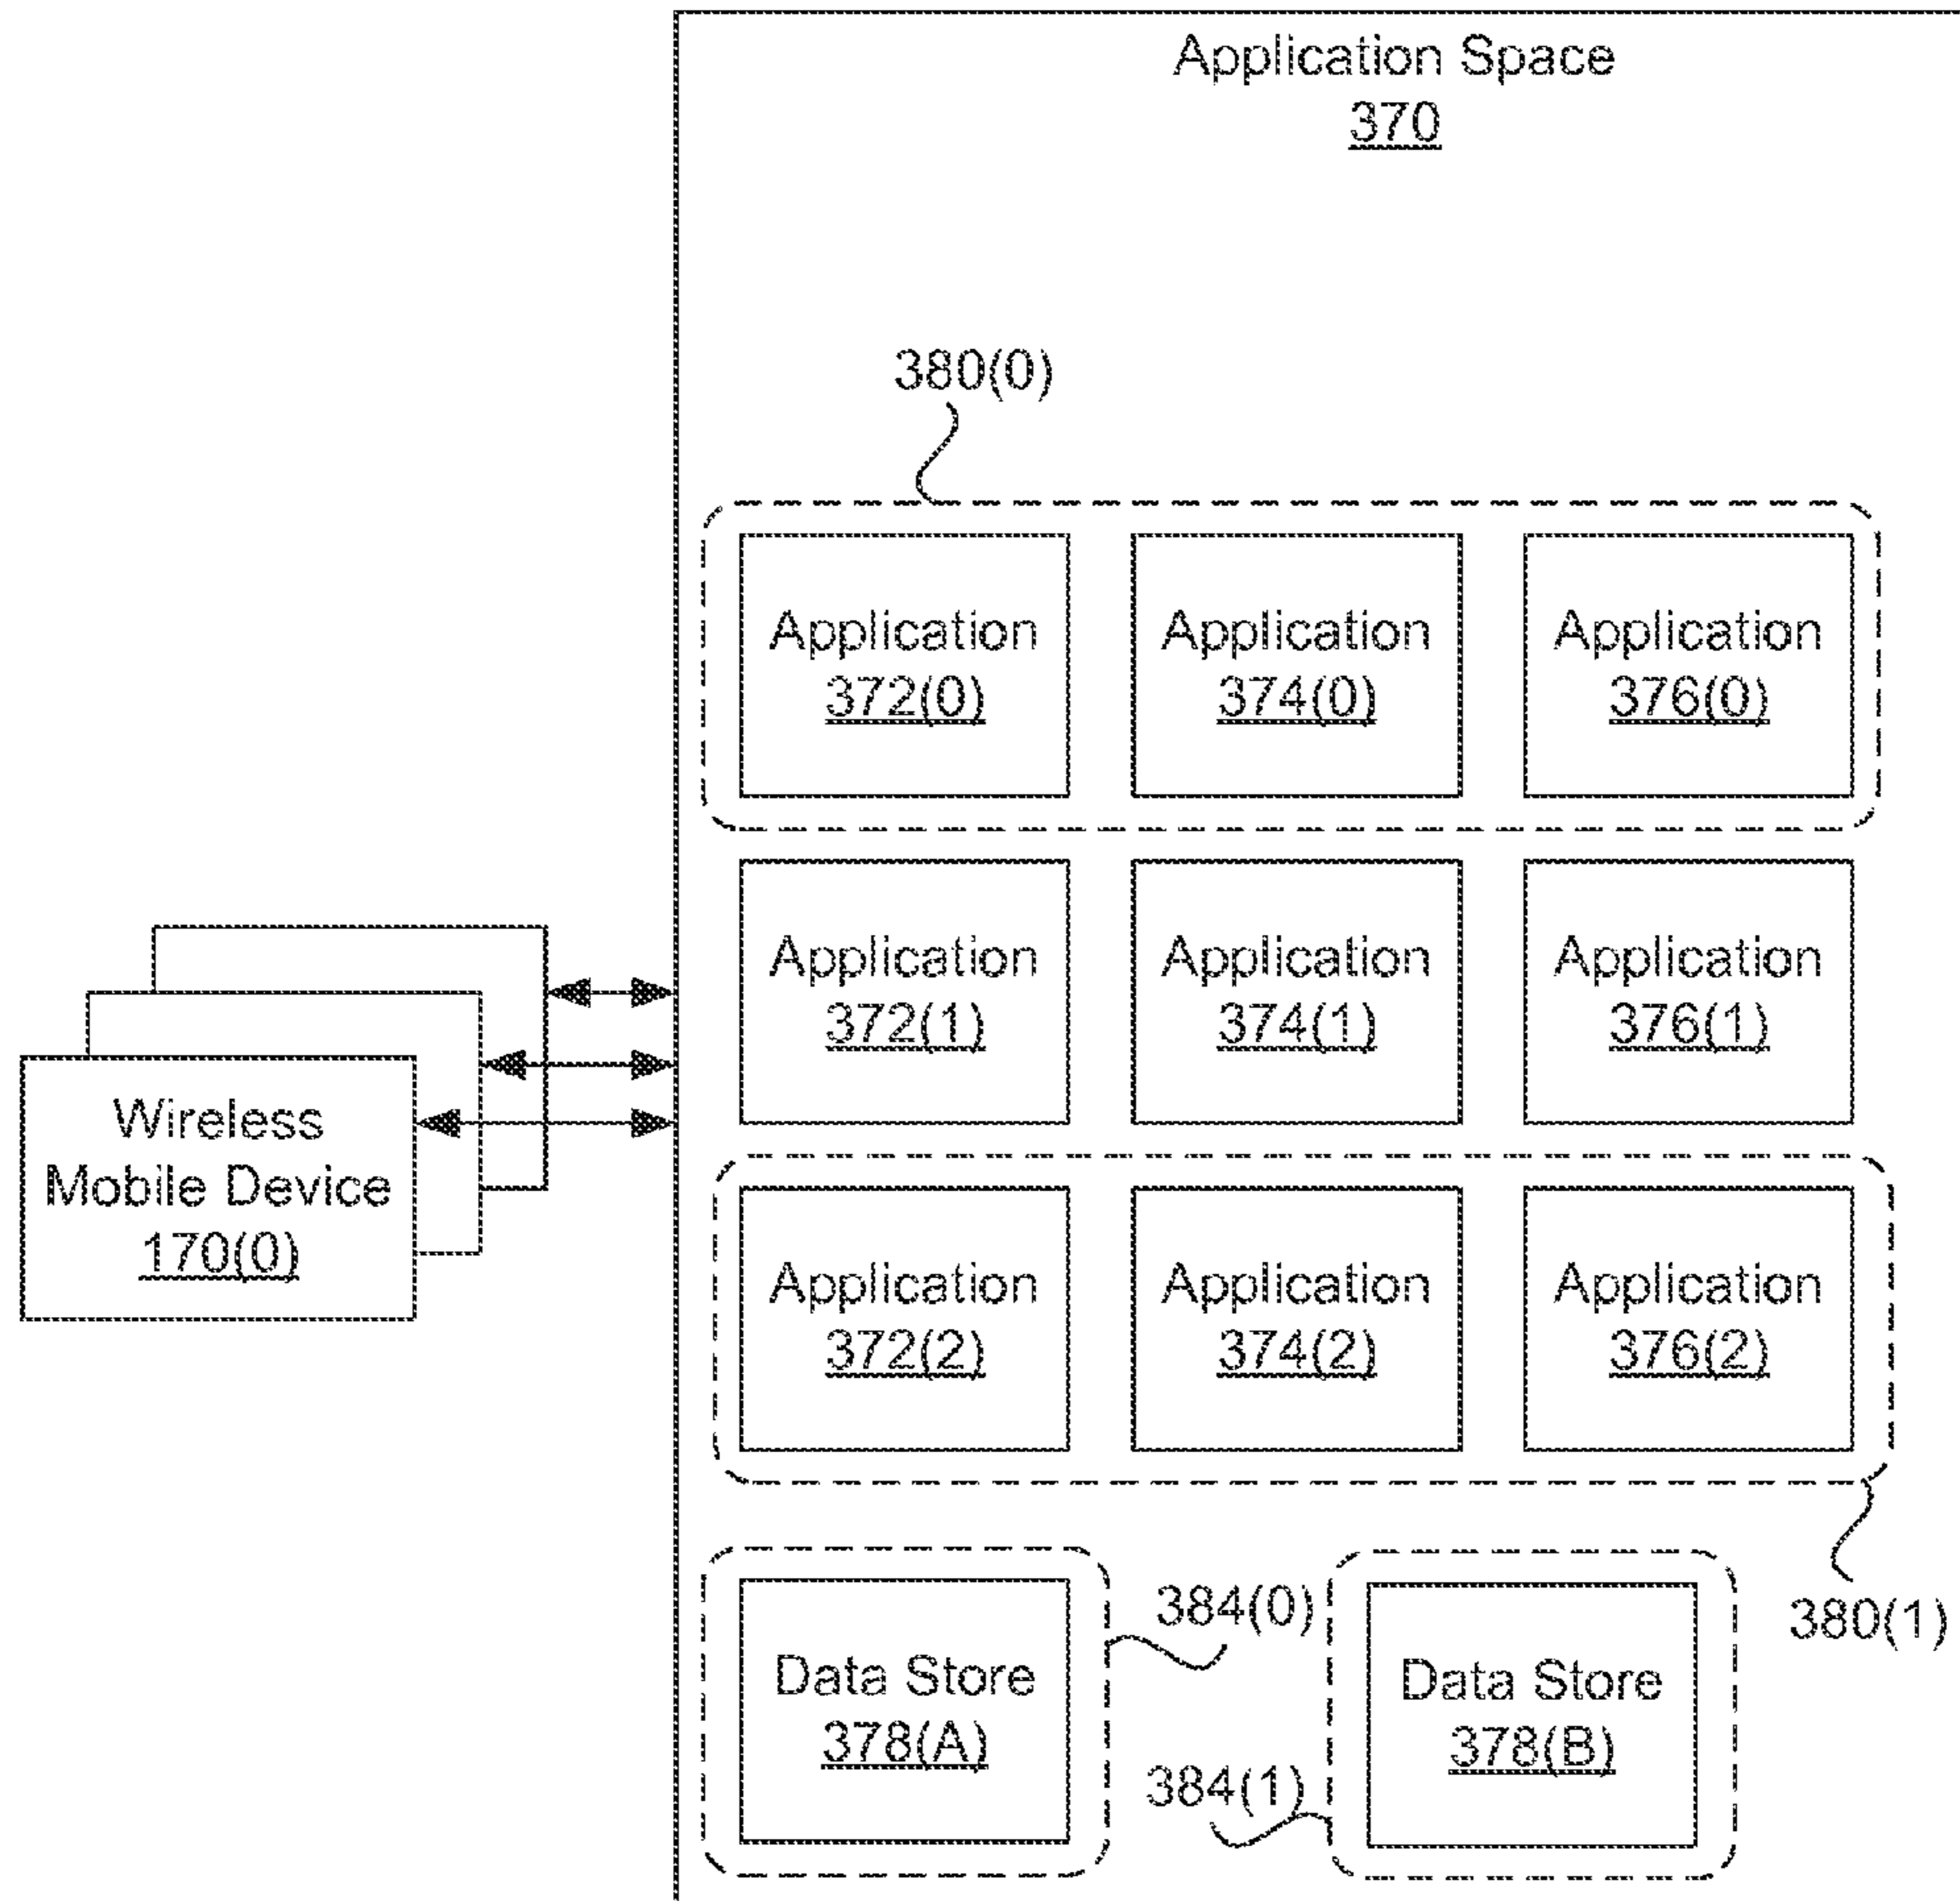 Application Space
370
380(0)
Application
372(0)
Application
374(0)
Application
376(0)
Application
372(1)
Application
374(1)
Application
376(1)
Wireless
Mobile Device
170(0)
Application
372(2)
Application
374(2)
Application
376(2)
380(1)
Data Store
378(A)
384(0)
384(1)
Data Store
378(B)